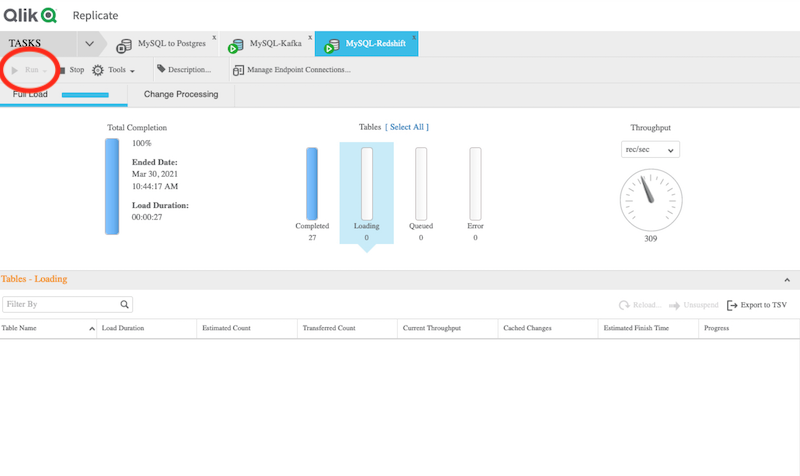 Qlik Replicate
TASKS MySQL to Postgres x MySQL-Kafka x MySQL-Redshift x
Run Stop Tools Description... Manage Endpoint Connections...
Full Load Change Processing
Total Completion Tables [ Select All ] Throughput
100% rec/sec
Ended Date:
Mar 30, 2021
10:44:17 AM
Load Duration:
00:00:27
Completed Loading Queued Error
27 0 0 0 309
Tables - Loading
Filter By Reload... Unsuspend Export to TSV
Table Name Load Duration Estimated Count Transferred Count Current Throughput Cached Changes Estimated Finish Time Progress